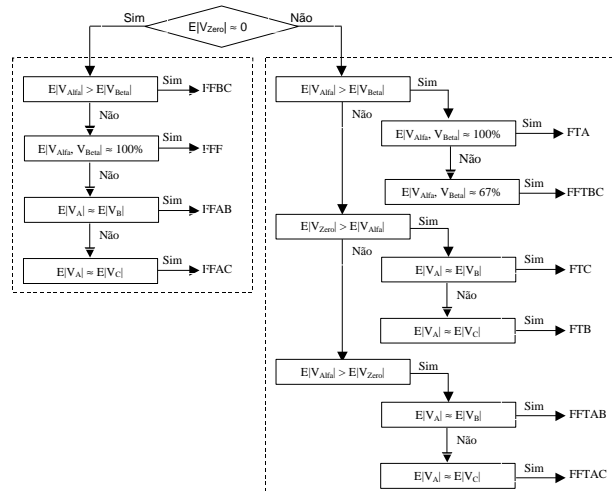 Sim
E|VZero| ≈ 0
Não
E|VAlfa| > E|VBeta|
Sim
FFBC
Não
E|VAlfa, VBeta| ≈ 100%
Sim
FFF
Não
E|VA| ≈ E|VB|
Sim
FFAB
Não
E|VA| ≈ E|VC|
Sim
FFAC
E|VAlfa| > E|VBeta|
Sim
Não
E|VAlfa, VBeta| ≈ 100%
Sim
FTA
Não
E|VAlfa, VBeta| ≈ 67%
Sim
FFTBC
E|VZero| > E|VAlfa|
Sim
Não
E|VA| ≈ E|VB|
Sim
FTC
Não
E|VA| ≈ E|VC|
Sim
FTB
E|VAlfa| > E|VZero|
Sim
E|VA| ≈ E|VB|
Sim
FFTAB
Não
E|VA| ≈ E|VC|
Sim
FFTAC